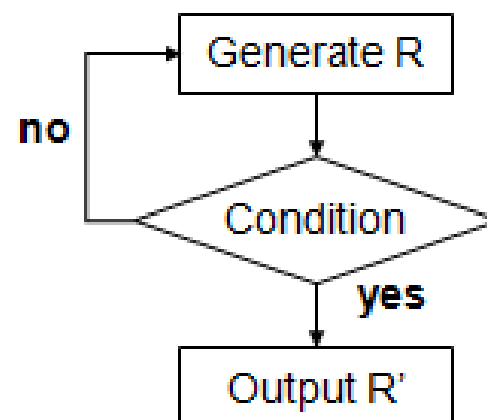 Generate R
no
Condition
yes
Output R'